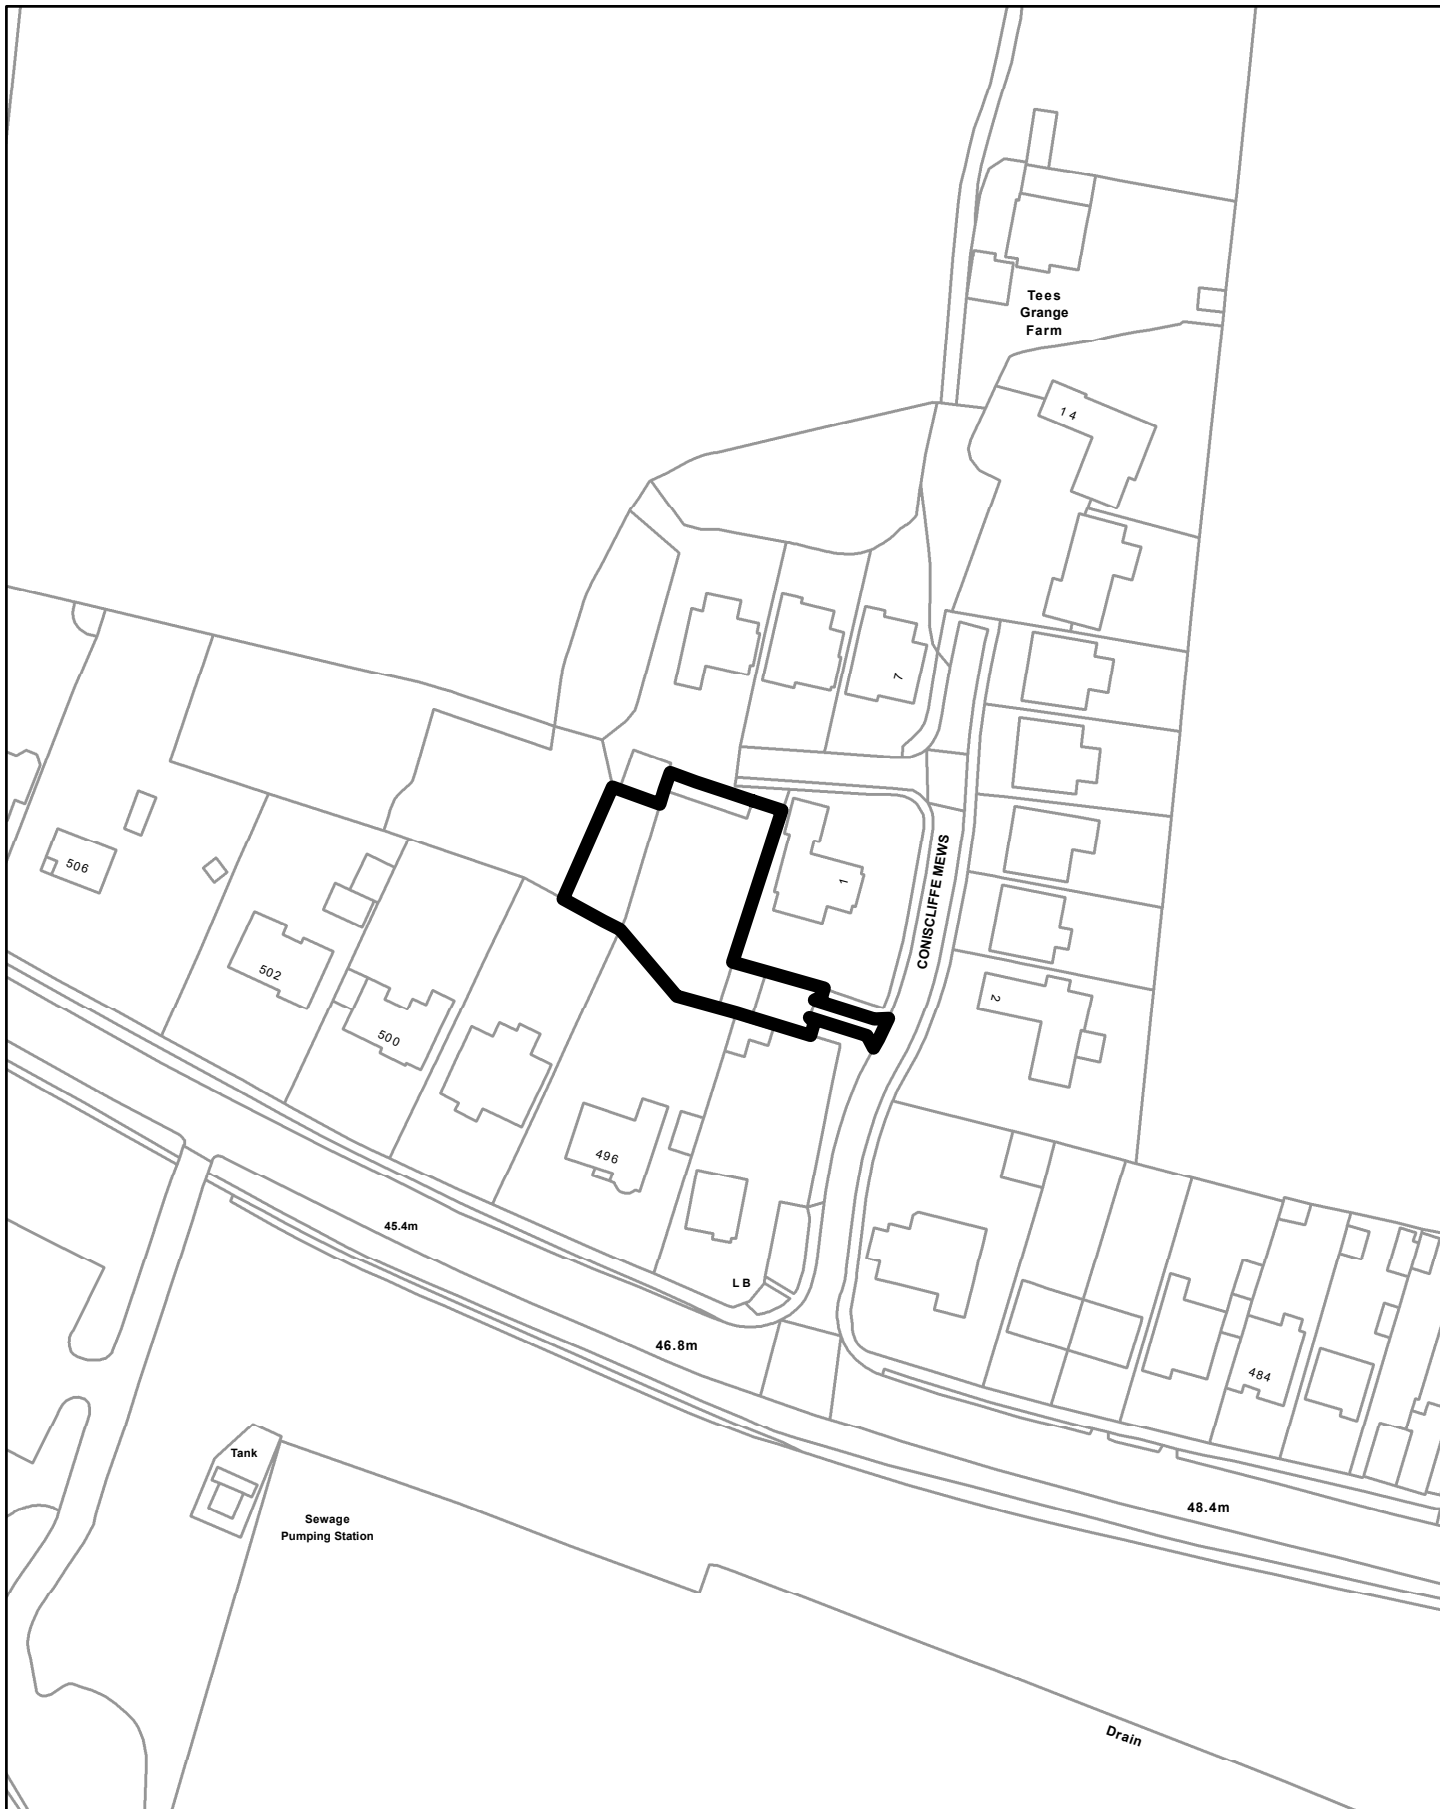 Tees
Grange
Farm
14
7
506
1
CONISCLIFFE MEWS
502
2
500
496
45.4m
L B
46.8m
484
Tank
48.4m
Sewage
Pumping Station
Drain